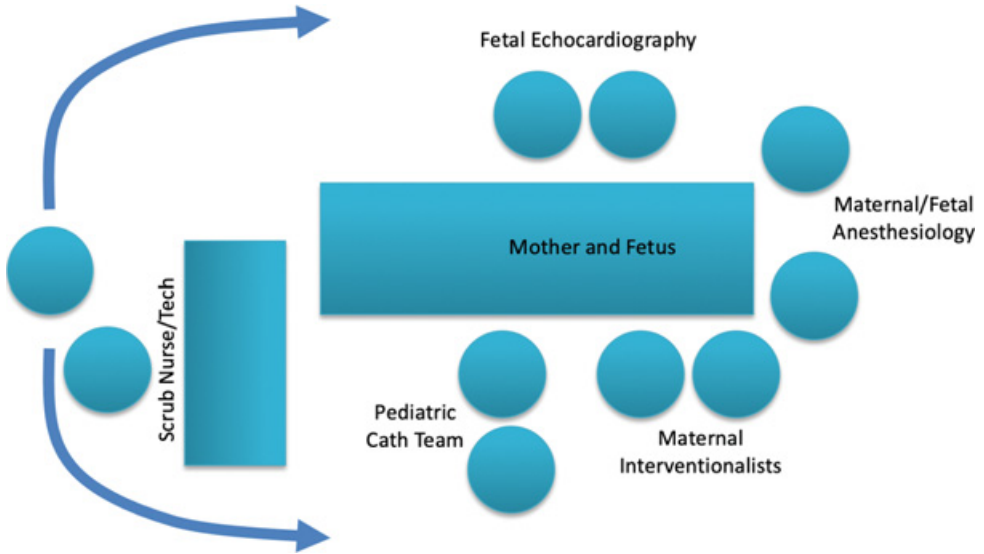 Fetal Echocardiography
Maternal/Fetal
Anesthesiology
Mother and Fetus
Scrub Nurse/Tech
Pediatric
Cath Team
Maternal
Interventionalists